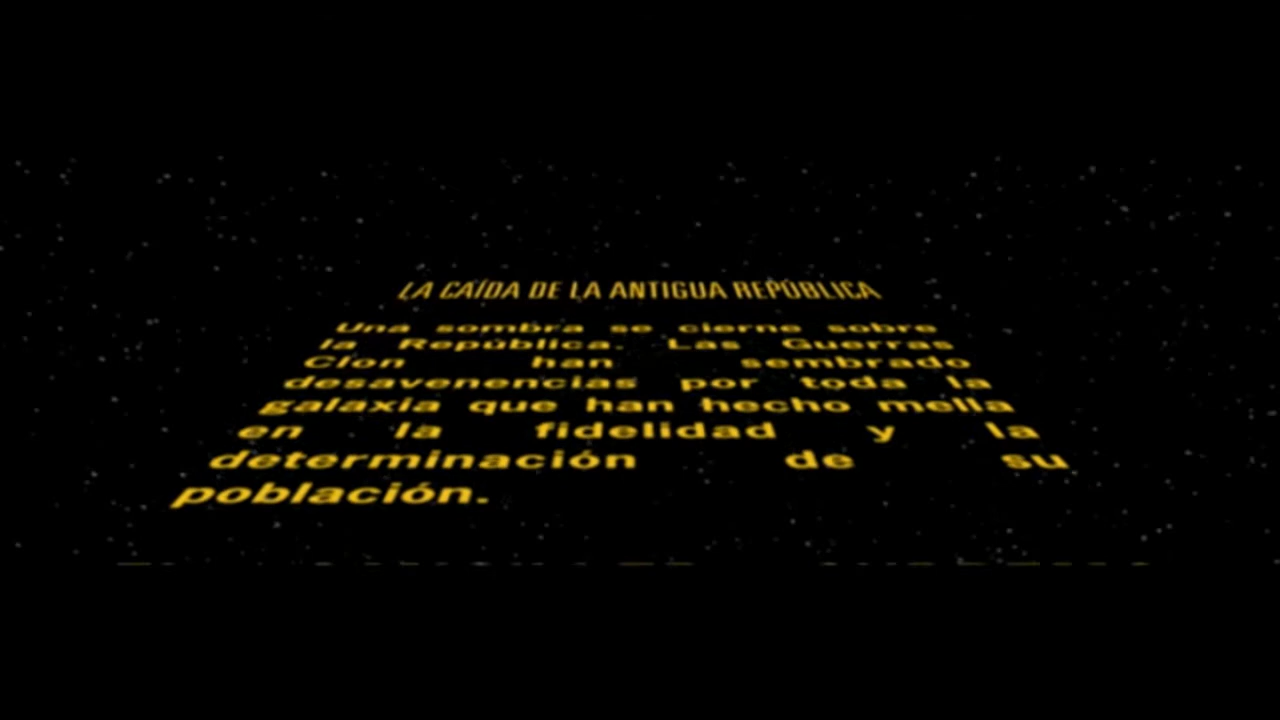 LA CAÍDA DE LA ANTIGUA REPÚBLICA
Una sombra se cierne sobre
la República. Las Guerras
Clon han sembrado
desavenencias por toda la
galaxia que han hecho mella
en la fidelidad y la
determinación de su
población.